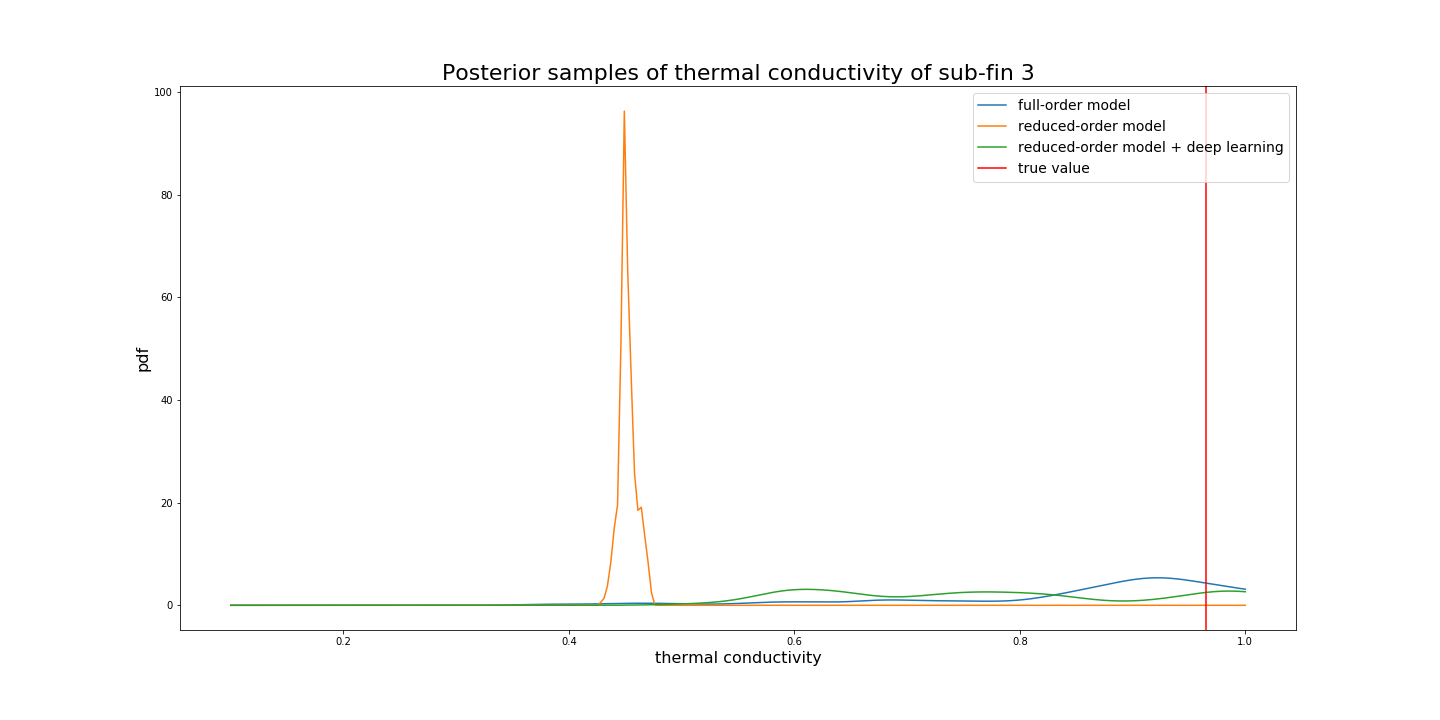 Posterior samples of thermal conductivity of sub-fin 3
100
80
60
40
20
0
pdf
full-order model
reduced-order model
reduced-order model + deep learning
true value
0.2
0.4
0.6
0.8
1.0
thermal conductivity